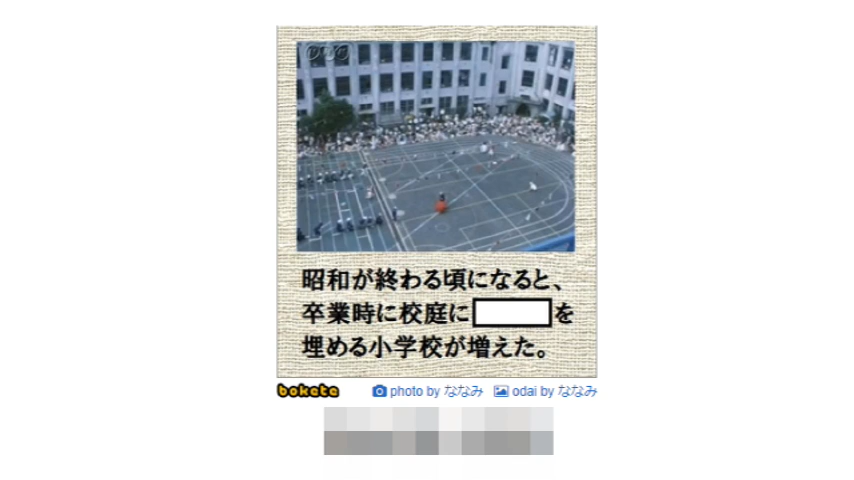 昭和が終わる頃になると、
卒業時に校庭に を
埋める小学校が増えた。
bokete photo by ななみ odai by ななみ